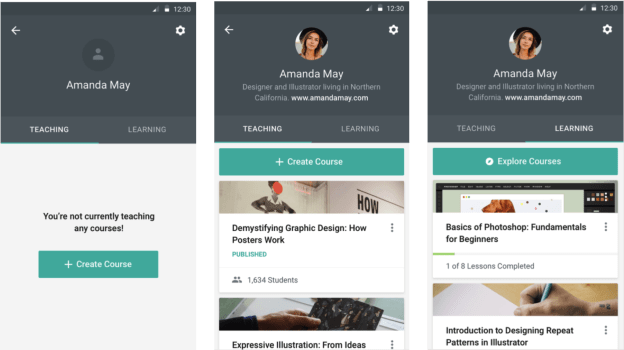 12:30
Amanda May
TEACHING LEARNING
You're not currently teaching
any courses!
+ Create Course
12:30
Amanda May
Designer and Illustrator living in Northern
California. www.amandamay.com
TEACHING LEARNING
+ Create Course
HOW
Demystifying Graphic Design: How
Posters Work
PUBLISHED
1,634 Students
Expressive Illustration: From Ideas
12:30
Amanda May
Designer and Illustrator living in Northern
California. www.amandamay.com
TEACHING LEARNING
Explore Courses
Basics of Photoshop: Fundamentals
for Beginners
1 of 8 Lessons Completed
Introduction to Designing Repeat
Patterns in Illustrator